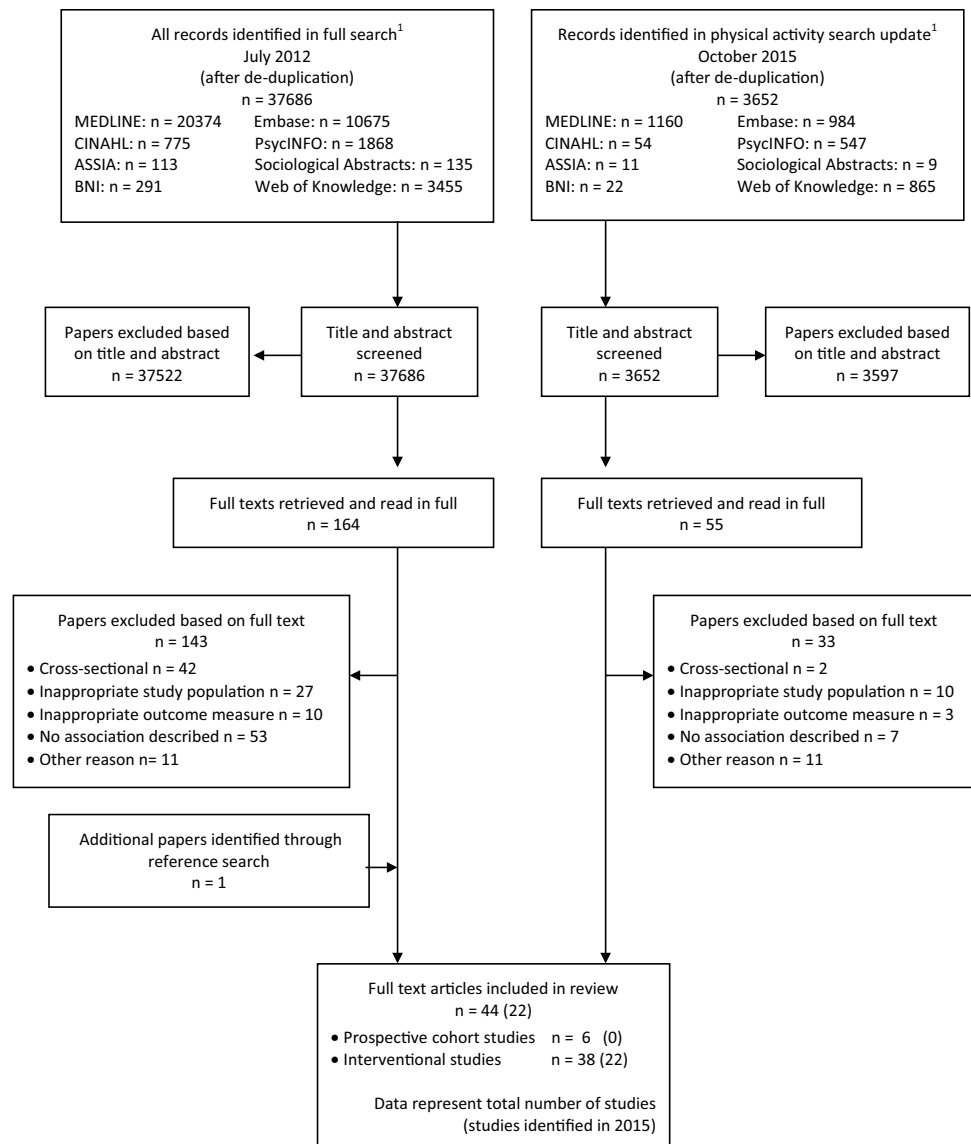 All records identified in full search¹
July 2012
(after de-duplication)
n = 37686
MEDLINE: n = 20374 Embase: n = 10675
CINAHL: n = 775 PsycINFO: n = 1868
ASSIA: n = 113 Sociological Abstracts: n = 135
BNI: n = 291 Web of Knowledge: n = 3455
Records identified in physical activity search update¹
October 2015
(after de-duplication)
n = 3652
MEDLINE: n = 1160 Embase: n = 984
CINAHL: n = 54 PsycINFO: n = 547
ASSIA: n = 11 Sociological Abstracts: n = 9
BNI: n = 22 Web of Knowledge: n = 865
Papers excluded based
on title and abstract
n = 37522
Title and abstract
screened
n = 37686
Title and abstract
screened
n = 3652
Papers excluded based
on title and abstract
n = 3597
Full texts retrieved and read in full
n = 164
Full texts retrieved and read in full
n = 55
Papers excluded based on full text
n = 143
• Cross-sectional n = 42
• Inappropriate study population n = 27
• Inappropriate outcome measure n = 10
• No association described n = 53
• Other reason n= 11
Papers excluded based on full text
n = 33
• Cross-sectional n = 2
• Inappropriate study population n = 10
• Inappropriate outcome measure n = 3
• No association described n = 7
• Other reason n = 11
Additional papers identified through
reference search
n = 1
Full text articles included in review
n = 44 (22)
• Prospective cohort studies n = 6 (0)
• Interventional studies n = 38 (22)
Data represent total number of studies
(studies identified in 2015)